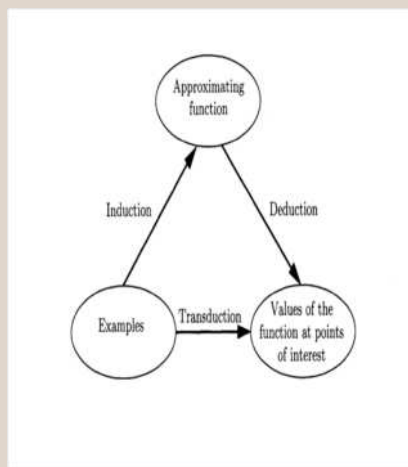 Approximating
function
Induction
Deduction
Examples
Transduction
Values of the
function at points
of interest